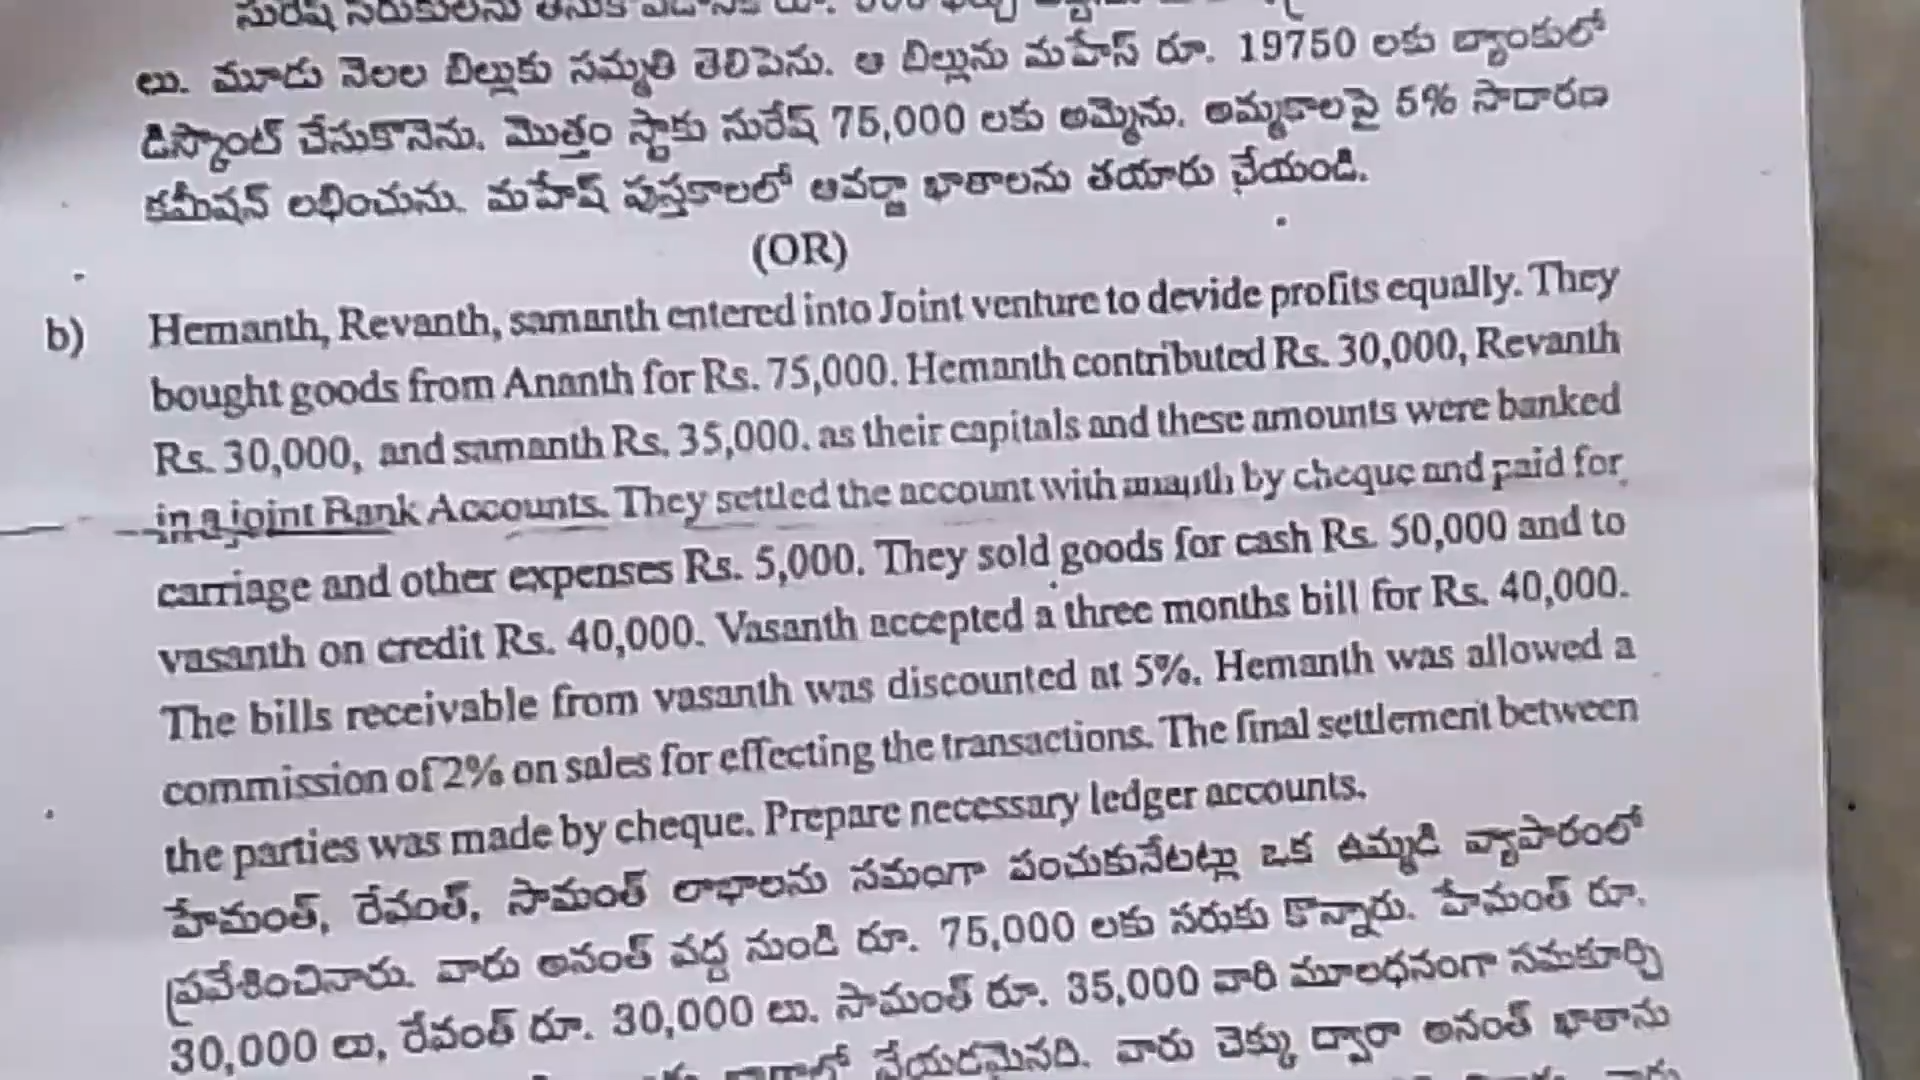 సురేష్ సరుకులను
లు. మూడు నెలల బిల్లుకు సమ్మతి తెలిపెను. ఆ బిల్లును మహేస్ రూ. 19750 లకు బ్యాంకులో
డిస్కౌంట్ చేసుకొనెను. మొత్తం స్టాకు సురేష్ 75,000 లకు అమ్మెను. అమ్మకాలపై 5% సాదారణ
కమీషన్ లభించును. మహేష్ పుస్తకాలలో ఆవర్జా ఖాతాలను తయారు చేయండి.
(OR)
b) Hemanth, Revanth, samanth entered into Joint venture to devide profits equally. They
bought goods from Ananth for Rs. 75,000. Hemanth contributed Rs. 30,000, Revanth
Rs. 30,000, and samanth Rs. 35,000. as their capitals and these amounts were banked
in a joint Bank Accounts. They settled the account with by cheque and paid for
carriage and other expenses Rs. 5,000. They sold goods for cash Rs. 50,000 and to
vasanth on credit Rs. 40,000. Vasanth accepted a three months bill for Rs. 40,000.
The bills receivable from vasanth was discounted at 5%. Hemanth was allowed a
commission of 2% on sales for effecting the transactions. The final settlement between
the parties was made by cheque. Prepare necessary ledger accounts.
హేమంత్, రేవంత్, సామంత్ లాభాలను సమంగా పంచుకునేటట్లు ఒక ఉమ్మడి వ్యాపారంలో
ప్రవేశించినారు. వారు అనంత్ వద్ద నుండి రూ. 75,000 లకు సరుకు కొన్నారు. హేమంత్ రూ.
30,000 లు, రేవంత్ రూ. 30,000 లు. సామంత్ రూ. 35,000 వారి మూలధనంగా సమకూర్చి
వేయడమైనది. వారు చెక్కు ద్వారా అనంత్ ఖాతాను